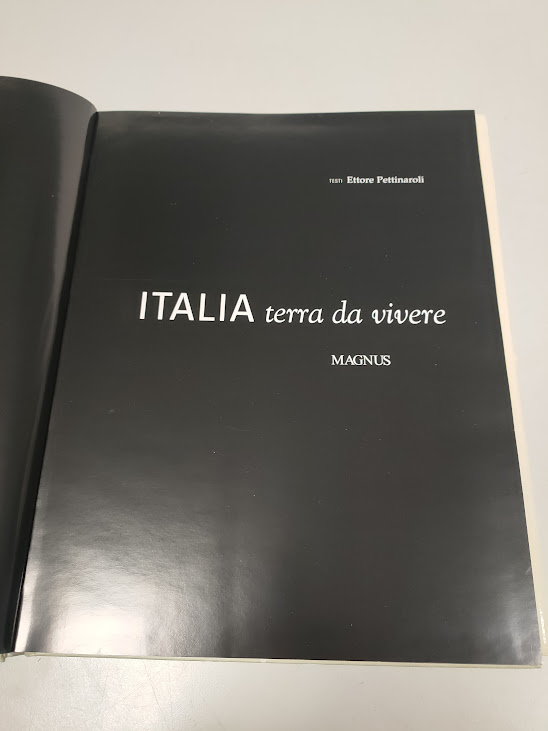 TESTI Ettore Pettinaroli
ITALIA terra da vivere
MAGNUS